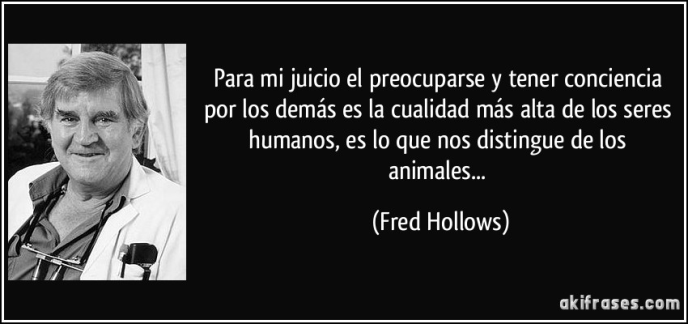 Para mi juicio el preocuparse y tener conciencia
por los demás es la cualidad más alta de los seres
humanos, es lo que nos distingue de los
animales...
(Fred Hollows)
akifrases.com